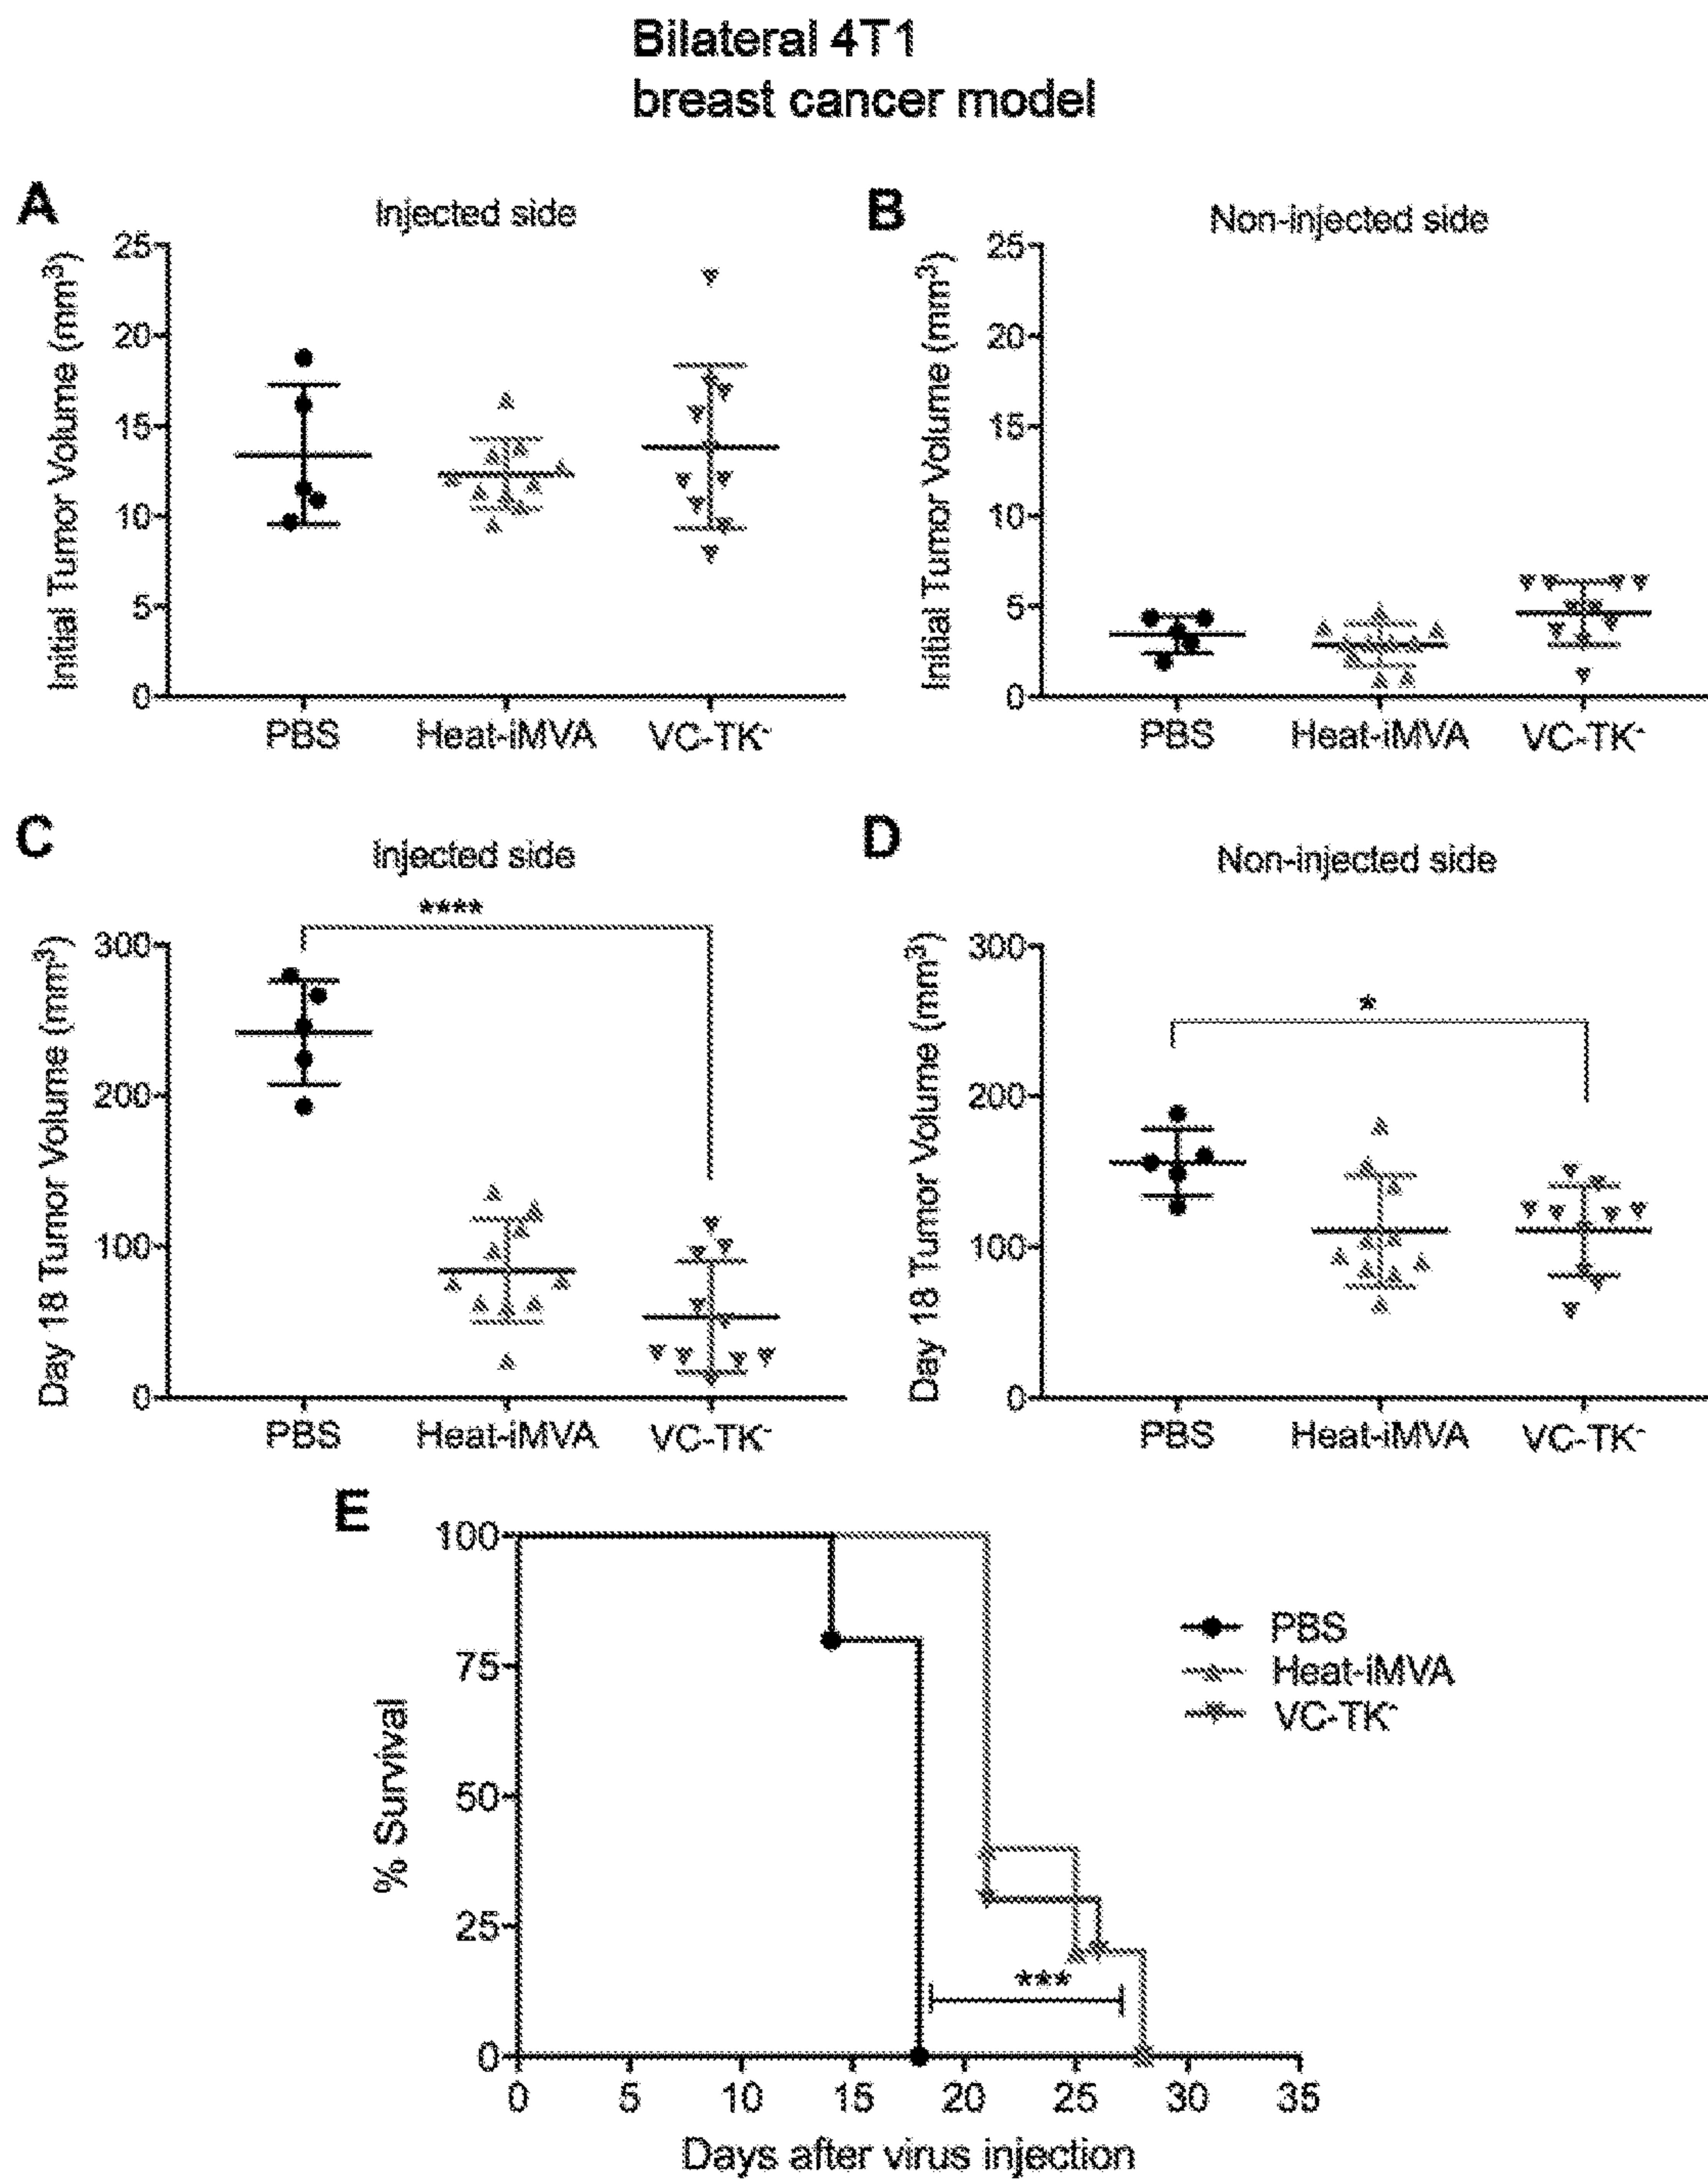 Bilateral 4T1
breast cancer model
A
Injected side
Initial Tumor Volume (mm³)
25
20
15
10
5
0
PBS
Heat-iMVA
VC-TK⁻
B
Non-injected side
Initial Tumor Volume (mm³)
25
20
15
10
5
0
PBS
Heat-iMVA
VC-TK⁻
C
Injected side
****
Day 18 Tumor Volume (mm³)
300
200
100
0
PBS
Heat-iMVA
VC-TK⁻
D
Non-injected side
*
Day 18 Tumor Volume (mm³)
300
200
100
0
PBS
Heat-iMVA
VC-TK⁻
E
% Survival
100
75
50
25
0
***
PBS
Heat-iMVA
VC-TK⁻
0 5 10 15 20 25 30 35
Days after virus injection